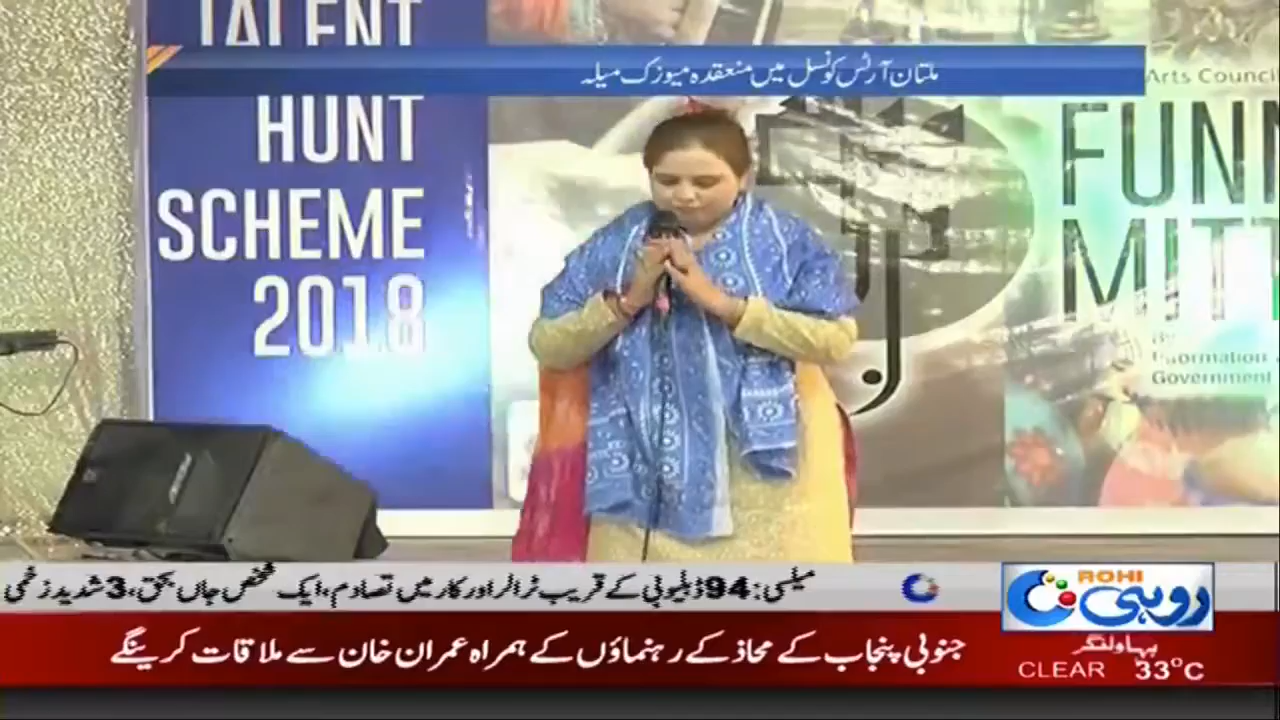 TALENT
HUNT
SCHEME
2018
ملتان آرٹس کونسل میں منعقدہ میوزک میلہ
Arts Counci
FUNN
MITT
Information
Government
میلسی: 94 ڈبلیو بی کے قریب ٹرالر اور کار میں تصادم، ایک شخص جاں بحق، 3 شدید زخمی
ROHI
روہی
جنوبی پنجاب کے محاذ کے رہنماؤں کے ہمراہ عمران خان سے ملاقات کرینگے
بہاولنگر
CLEAR 33°C